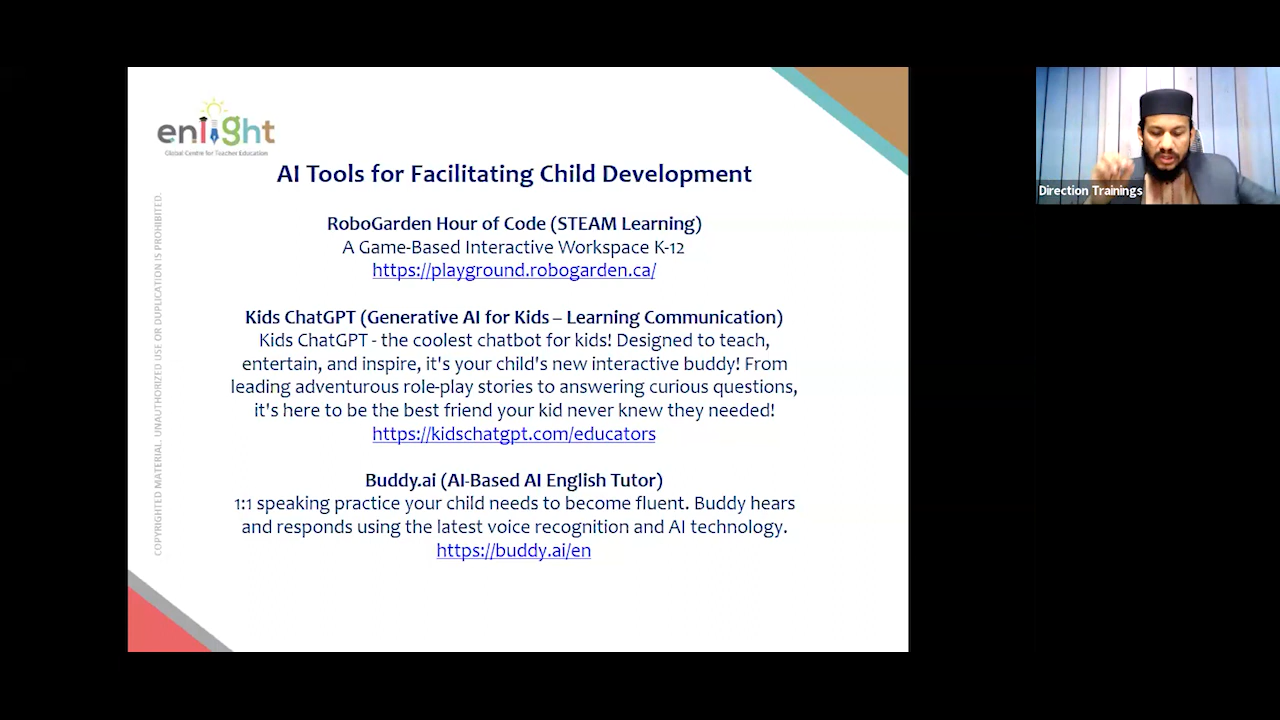 enlight
Global Centre for Teacher Education
AI Tools for Facilitating Child Development
RoboGarden Hour of Code (STEAM Learning)
A Game-Based Interactive Workspace K-12
https://playground.robogarden.ca/
Kids ChatGPT (Generative AI for Kids – Learning Communication)
Kids ChatGPT - the coolest chatbot for kids! Designed to teach,
entertain, and inspire, it's your child's new interactive buddy! From
leading adventurous role-play stories to answering curious questions,
it's here to be the best friend your kid never knew they needed!
https://kidschatgpt.com/educators
Buddy.ai (AI-Based AI English Tutor)
1:1 speaking practice your child needs to become fluent. Buddy hears
and responds using the latest voice recognition and AI technology.
https://buddy.ai/en
COPYRIGHTED MATERIAL. UNAUTHORIZED USE OR DUPLICATION IS PROHIBITED.
Direction Trainings